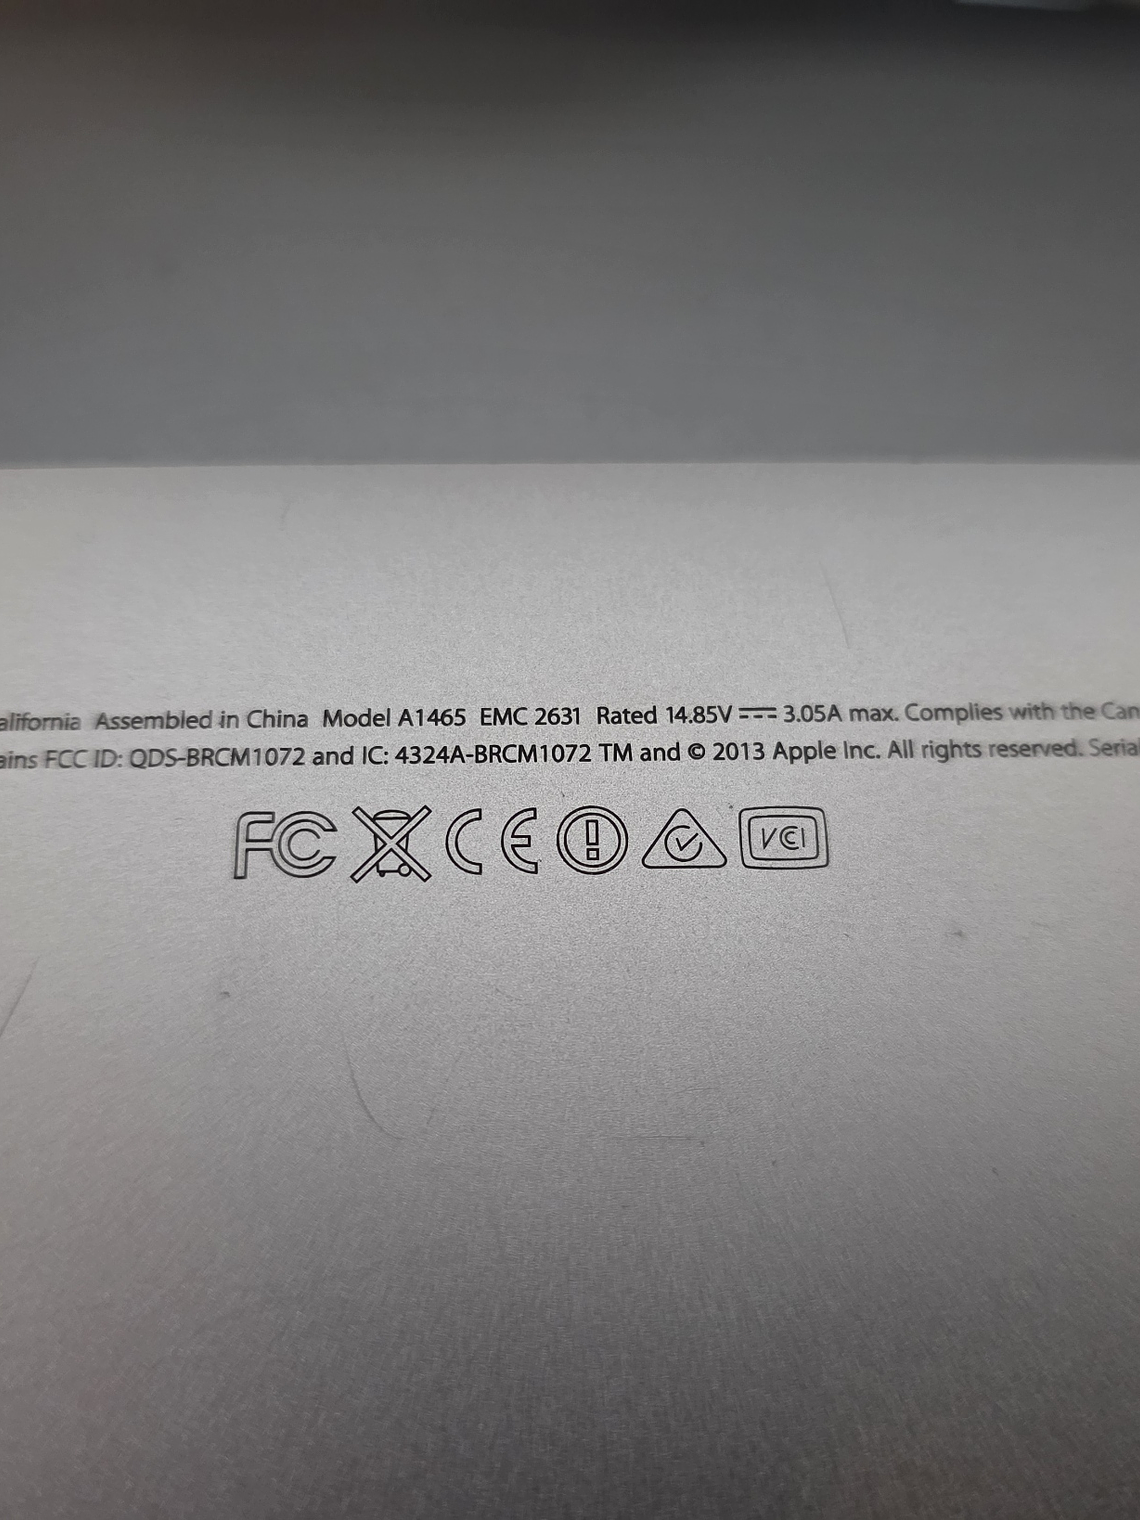 alifornia Assembled in China Model A1465 EMC 2631 Rated 14.85V ⎓ 3.05A max. Complies with the Can
ains FCC ID: QDS-BRCM1072 and IC: 4324A-BRCM1072 TM and © 2013 Apple Inc. All rights reserved. Serial
FC CE VCI